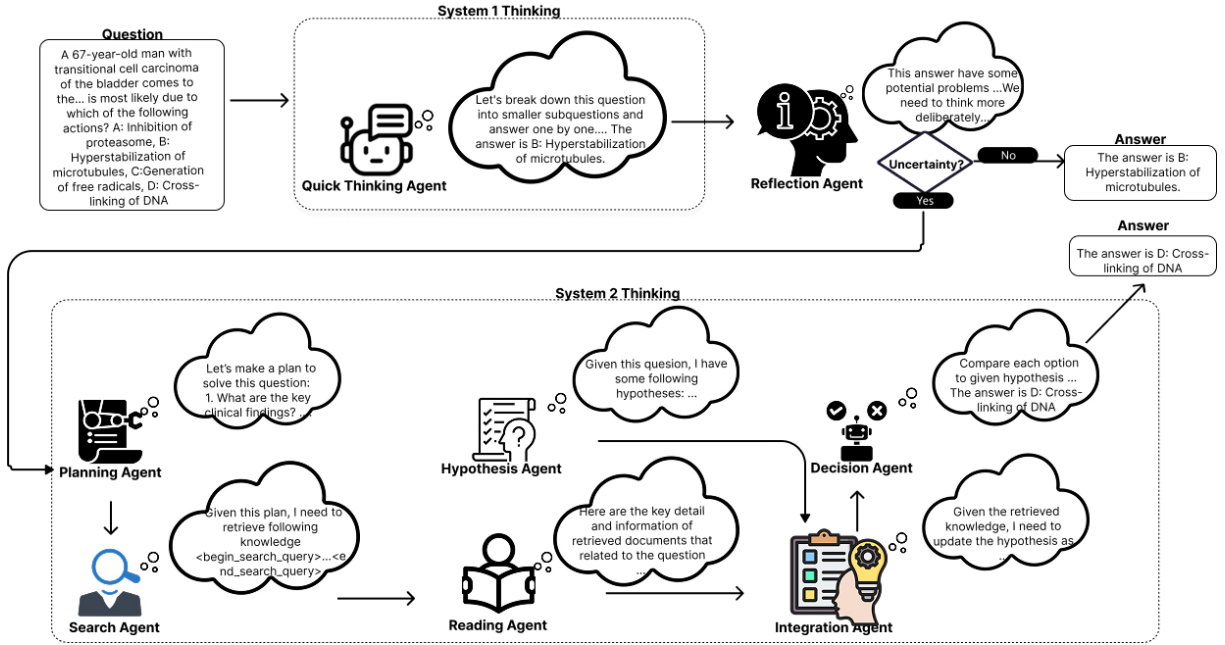 System 1 Thinking
Question
A 67-year-old man with
transitional cell carcinoma
of the bladder comes to
the... is most likely due to
which of the following
actions? A: Inhibition of
proteasome, B:
Hyperstabilization of
microtubules, C:Generation
of free radicals, D: Cross-
linking of DNA
Let's break down this question
into smaller subquestions and
answer one by one.... The
answer is B: Hyperstabilization
of microtubules.
Quick Thinking Agent
This answer have some
potential problems ...We
need to think more
deliberately...
Reflection Agent
Uncertainty?
No
Yes
Answer
The answer is B:
Hyperstabilization of
microtubules.
Answer
The answer is D: Cross-
linking of DNA
System 2 Thinking
Let's make a plan to
solve this question:
1. What are the key
clinical findings? ...
Planning Agent
Given this quesion, I have
some following
hypotheses: ...
Hypothesis Agent
Compare each option
to given hypothesis ...
The answer is D: Cross-
linking of DNA
Decision Agent
Given this plan, I need to
retrieve following
knowledge
<begin_search_query>...<e
nd_search_query>
Search Agent
Here are the key detail
and information of
retrieved documents that
related to the question
...
Reading Agent
Given the retrieved
knowledge, I need to
update the hypothesis as
...
Integration Agent